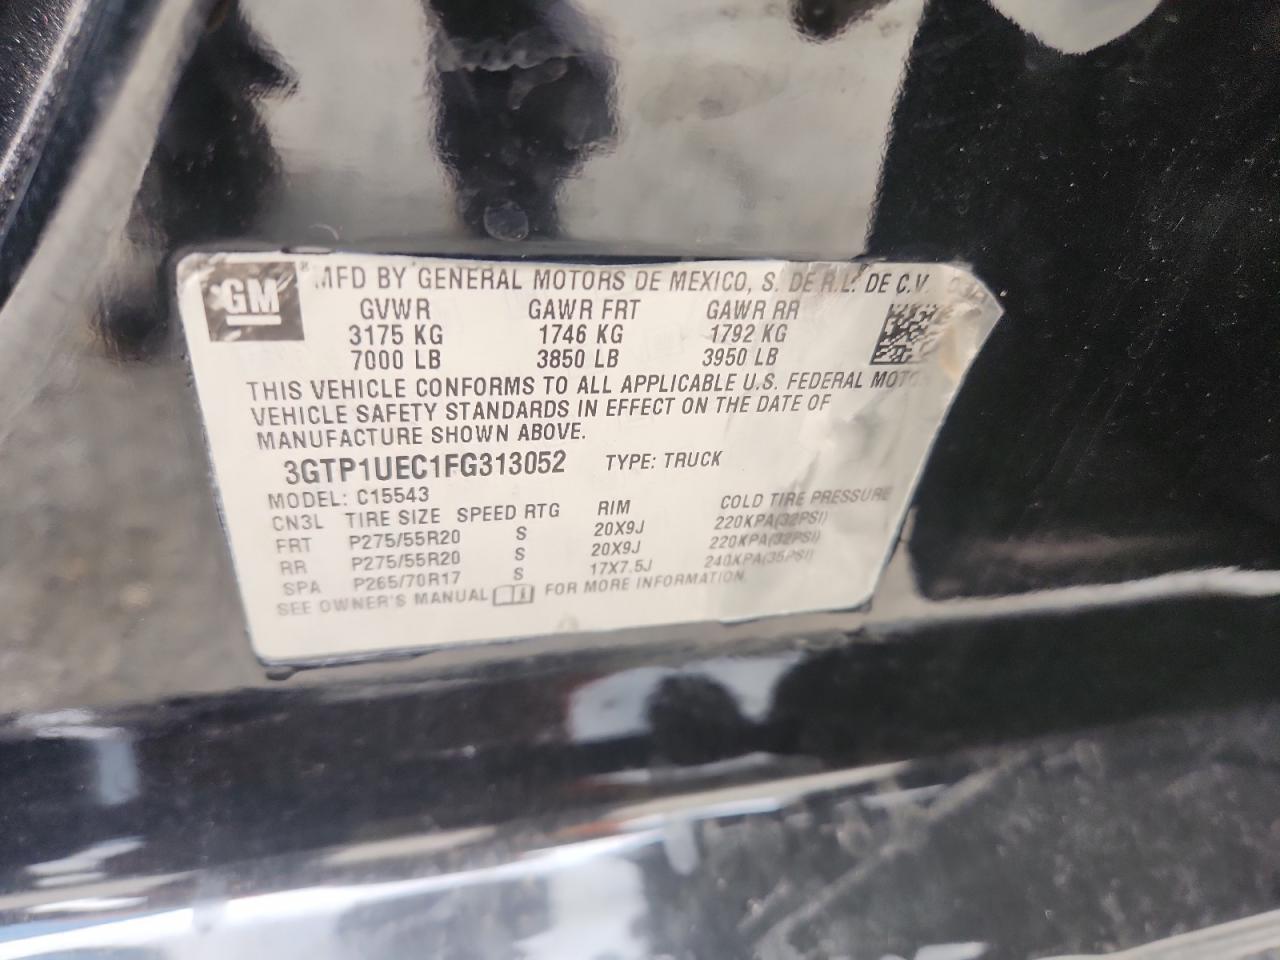 GM MFD BY GENERAL MOTORS DE MEXICO, S. DE R.L. DE C.V.
GVWR GAWR FRT GAWR RR
3175 KG 1746 KG 1792 KG
7000 LB 3850 LB 3950 LB
THIS VEHICLE CONFORMS TO ALL APPLICABLE U.S. FEDERAL MOTO
VEHICLE SAFETY STANDARDS IN EFFECT ON THE DATE OF
MANUFACTURE SHOWN ABOVE.
3GTP1UEC1FG313052 TYPE: TRUCK
MODEL: C15543
CN3L TIRE SIZE SPEED RTG RIM COLD TIRE PRESSURE
FRT P275/55R20 S 20X9J 220KPA(32PSI)
RR P275/55R20 S 20X9J 220KPA(32PSI)
SPA P265/70R17 S 17X7.5J 240KPA(35PSI)
SEE OWNER'S MANUAL FOR MORE INFORMATION